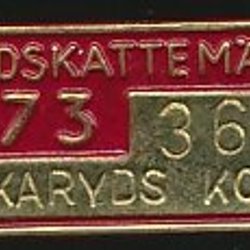 DSKATTEMÄ
73 36
KARYDS KO